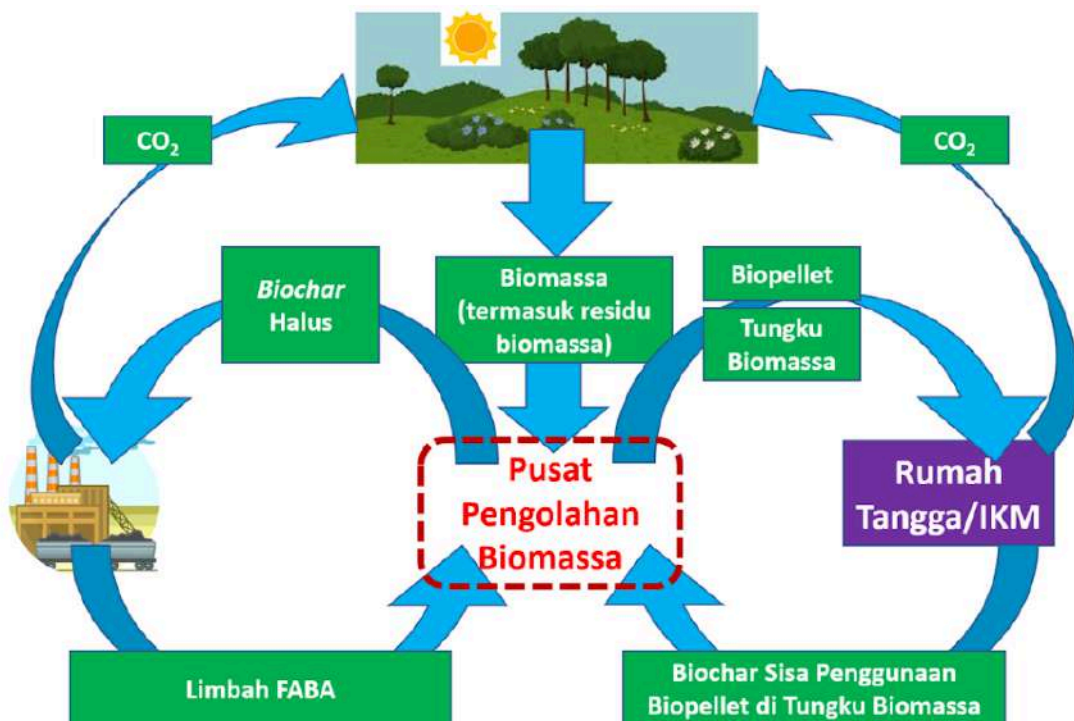 CO₂
CO₂
Biochar
Halus
Biomassa
(termasuk residu
biomassa)
Biopellet
Tungku
Biomassa
Pusat
Pengolahan
Biomassa
Rumah
Tangga/IKM
Limbah FABA
Biochar Sisa Penggunaan
Biopellet di Tungku Biomassa